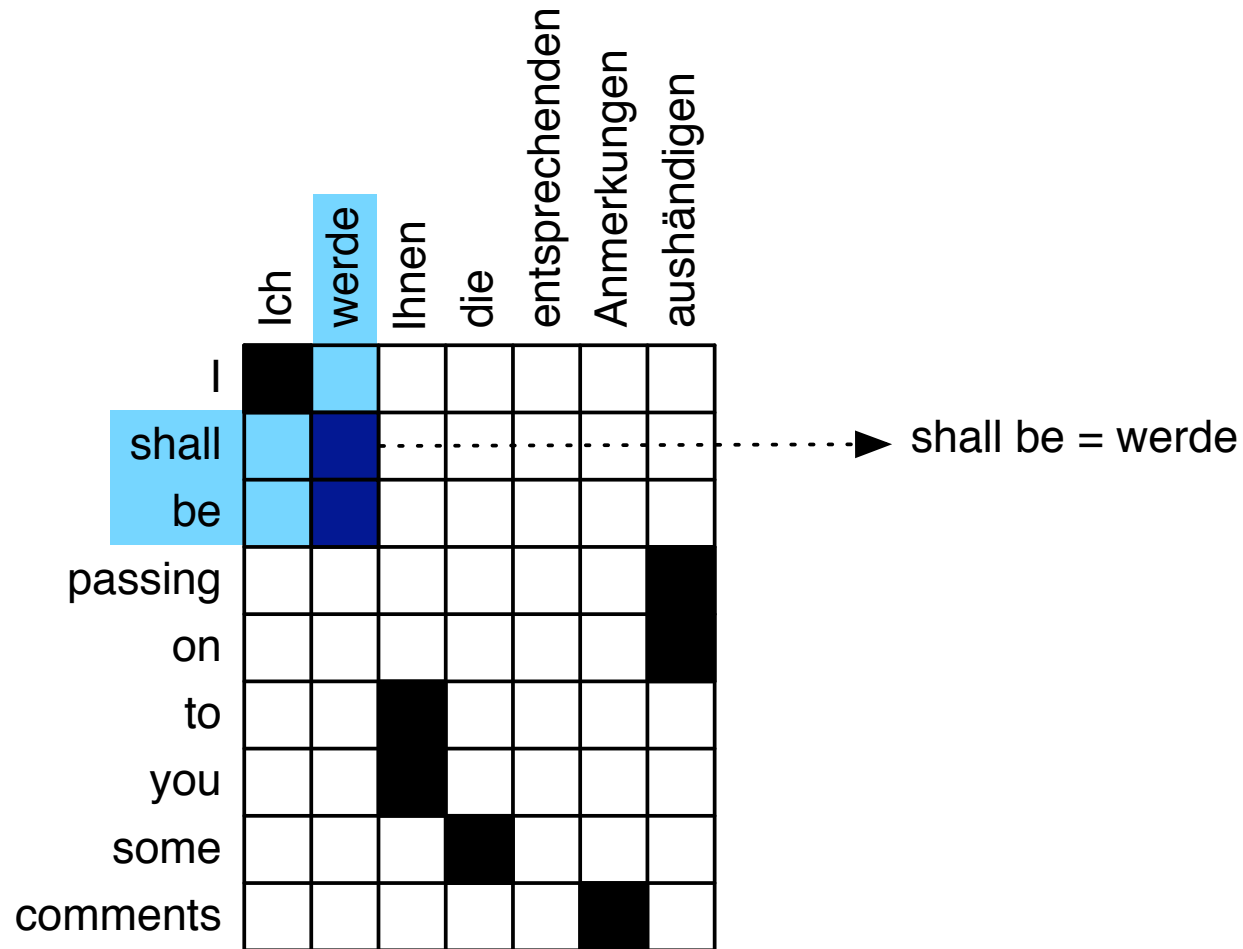 Ich
werde
Ihnen
die
entsprechenden
Anmerkungen
aushändigen
I
shall
be
passing
on
to
you
some
comments
shall be = werde